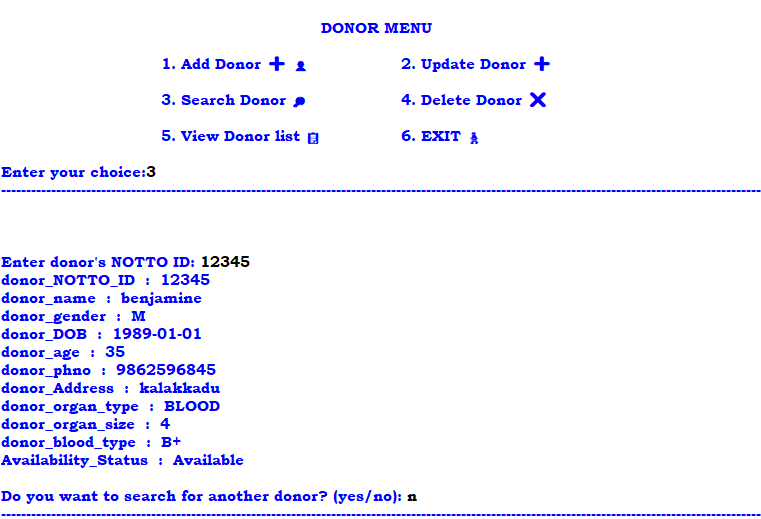 DONOR MENU
1. Add Donor ➕ 👤 2. Update Donor ➕
3. Search Donor 🔎 4. Delete Donor ❌
5. View Donor list 📋 6. EXIT 🚶
Enter your choice:3
--------------------------------------------------------------------------------
Enter donor's NOTTO ID: 12345
donor_NOTTO_ID : 12345
donor_name : benjamine
donor_gender : M
donor_DOB : 1989-01-01
donor_age : 35
donor_phno : 9862596845
donor_Address : kalakkadu
donor_organ_type : BLOOD
donor_organ_size : 4
donor_blood_type : B+
Availability_Status : Available
Do you want to search for another donor? (yes/no): n
--------------------------------------------------------------------------------